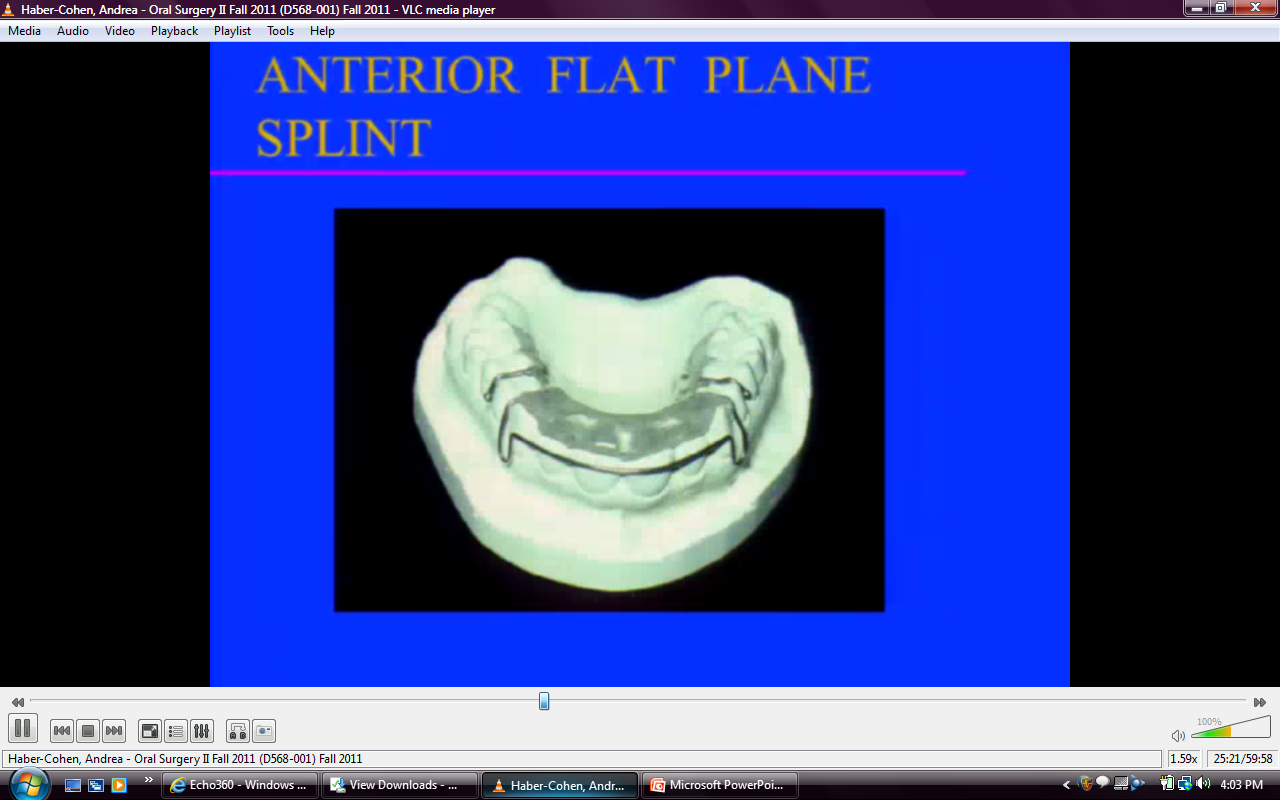 Haber-Cohen, Andrea - Oral Surgery II Fall 2011 (D568-001) Fall 2011 - VLC media player
Media Audio Video Playback Playlist Tools Help
ANTERIOR FLAT PLANE
SPLINT
100%
Haber-Cohen, Andrea - Oral Surgery II Fall 2011 (D568-001) Fall 2011 1.59x 25:21/59:58
Echo360 - Windows ... View Downloads - ... Haber-Cohen, Andr... Microsoft PowerPoi... 4:03 PM